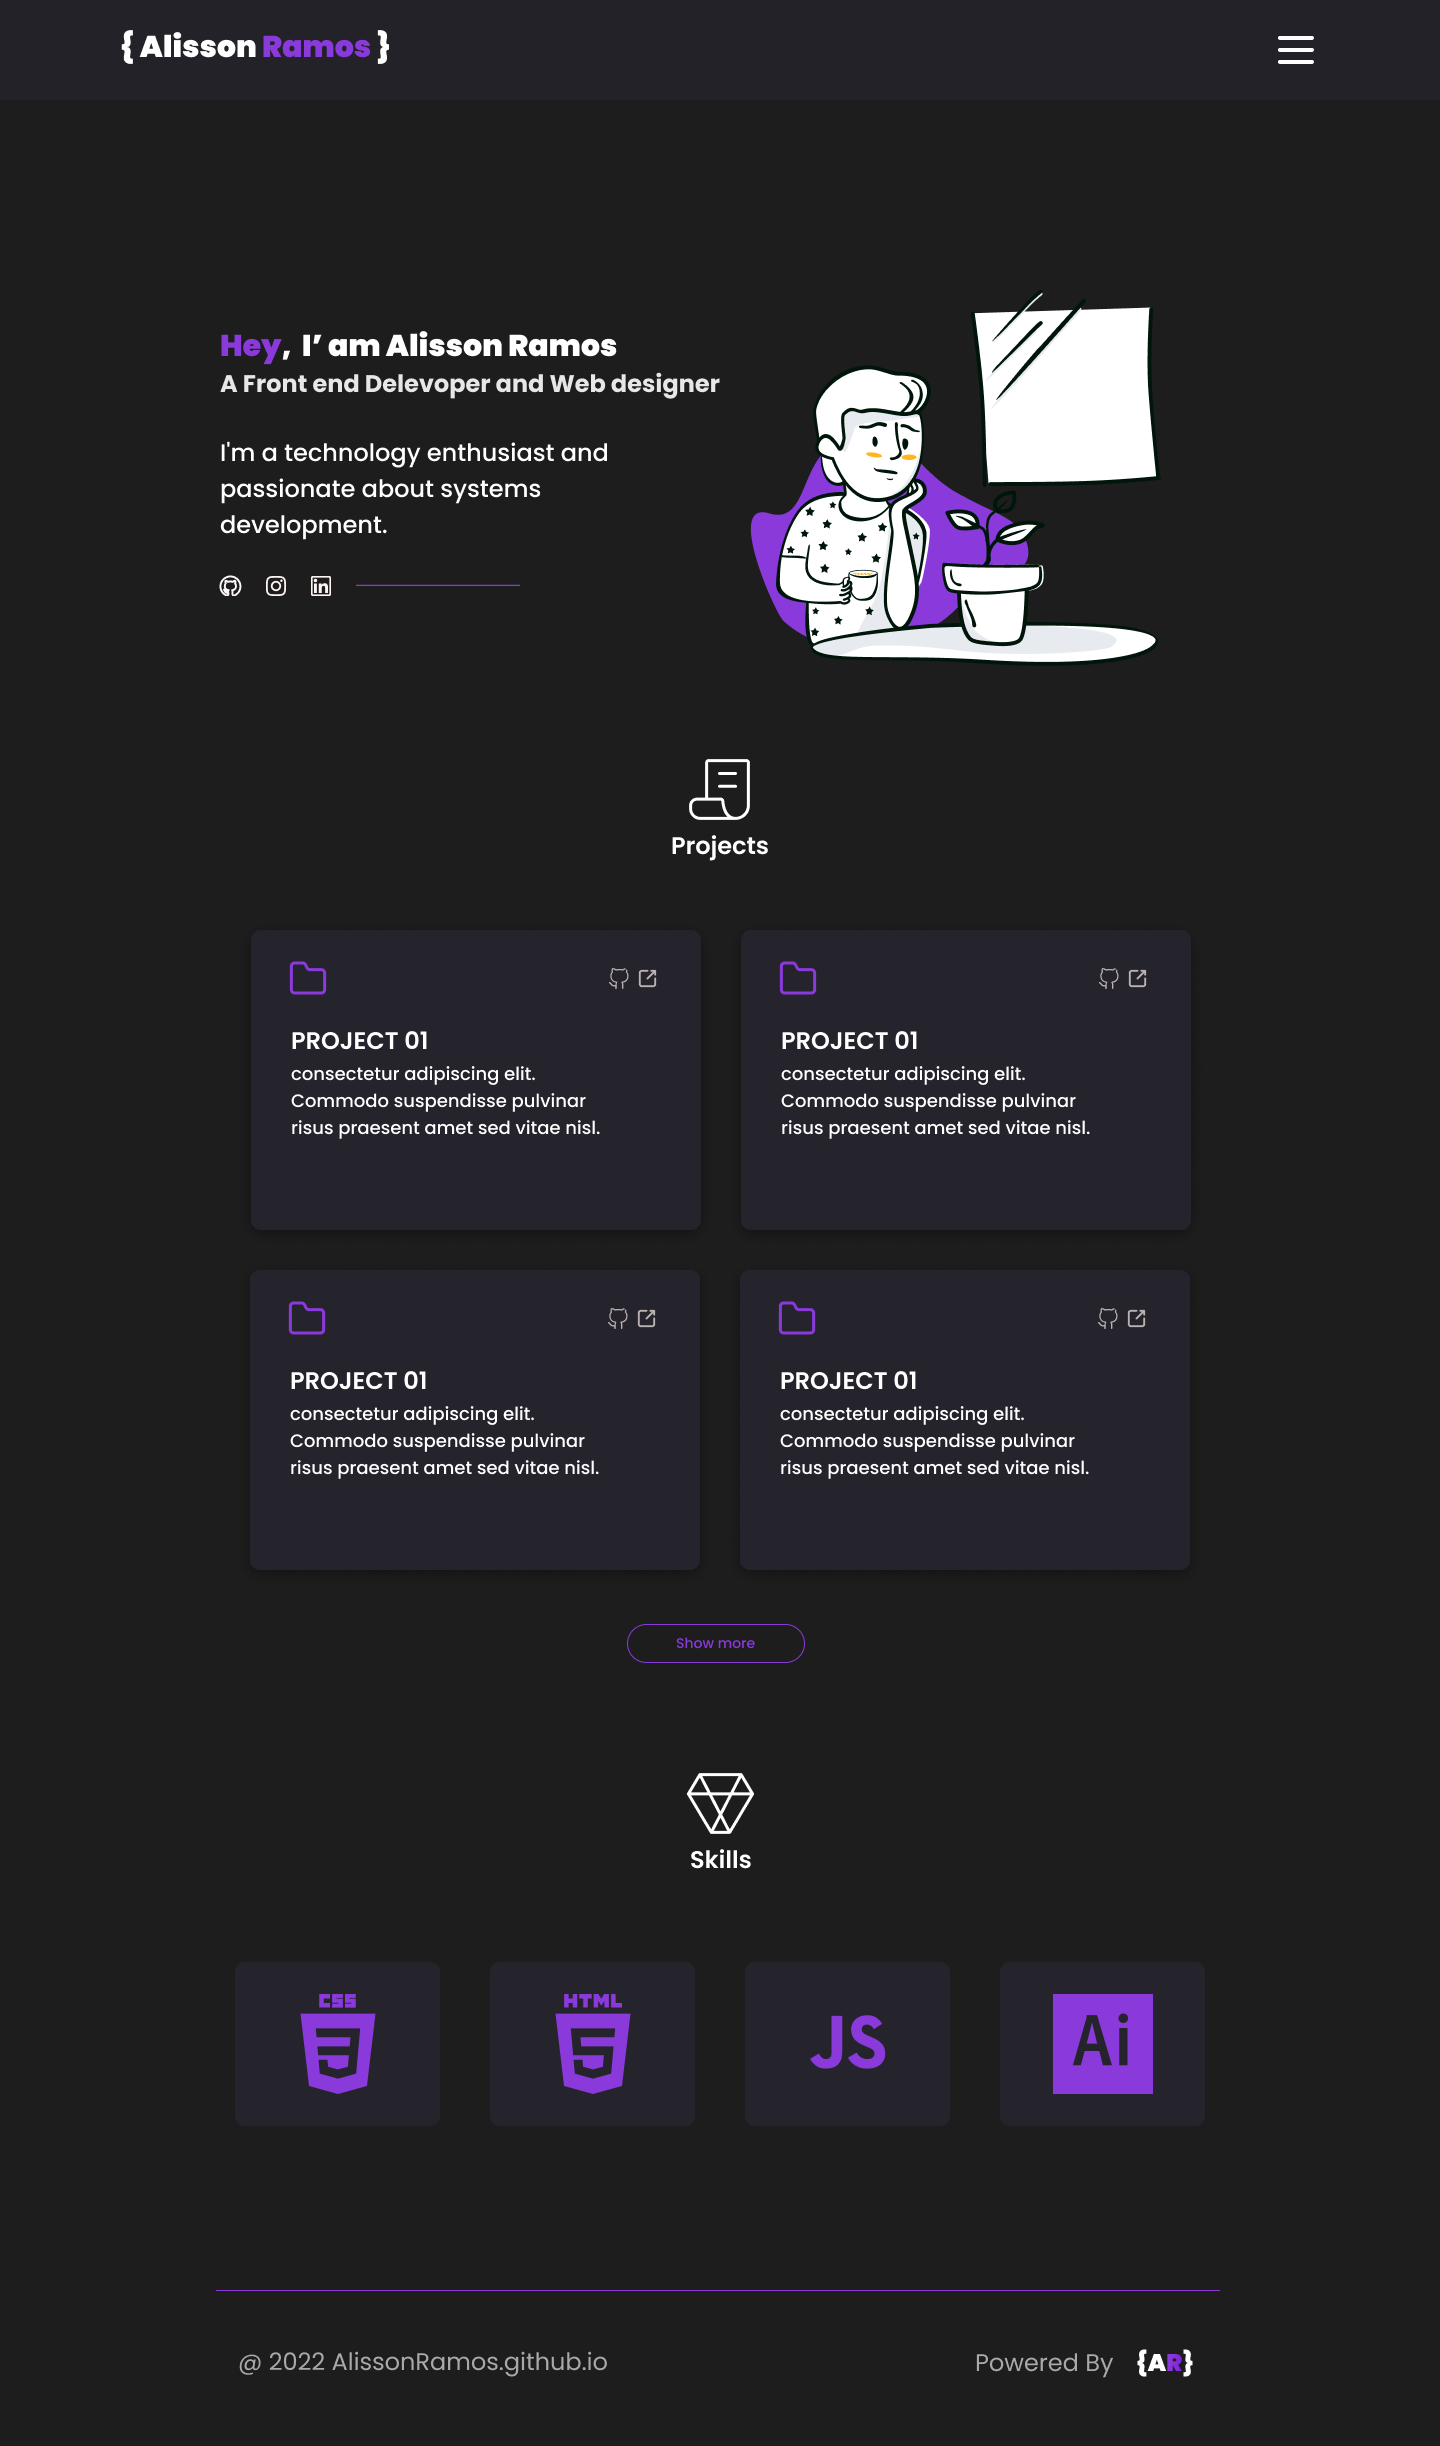 { Alisson Ramos }
Hey, I’ am Alisson Ramos
A Front end Delevoper and Web designer
I'm a technology enthusiast and
passionate about systems
development.
Projects
PROJECT 01
consectetur adipiscing elit.
Commodo suspendisse pulvinar
risus praesent amet sed vitae nisl.
PROJECT 01
consectetur adipiscing elit.
Commodo suspendisse pulvinar
risus praesent amet sed vitae nisl.
PROJECT 01
consectetur adipiscing elit.
Commodo suspendisse pulvinar
risus praesent amet sed vitae nisl.
PROJECT 01
consectetur adipiscing elit.
Commodo suspendisse pulvinar
risus praesent amet sed vitae nisl.
Show more
Skills
CSS
3
HTML
5
JS
Ai
@ 2022 AlissonRamos.github.io
Powered By {AR}